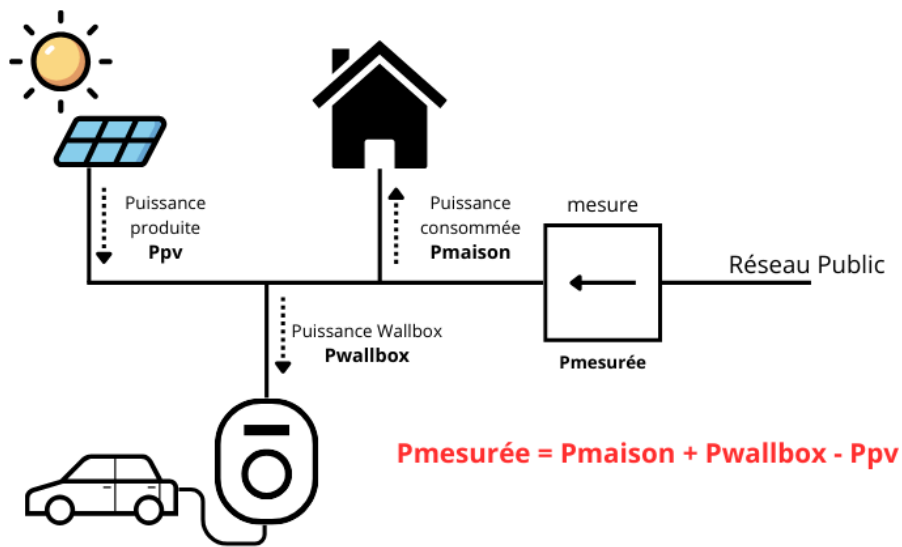 Puissance
produite
Ppv
Puissance
consommée
Pmaison
mesure
Réseau Public
Puissance Wallbox
Pwallbox
Pmesurée
Pmesurée = Pmaison + Pwallbox - Ppv